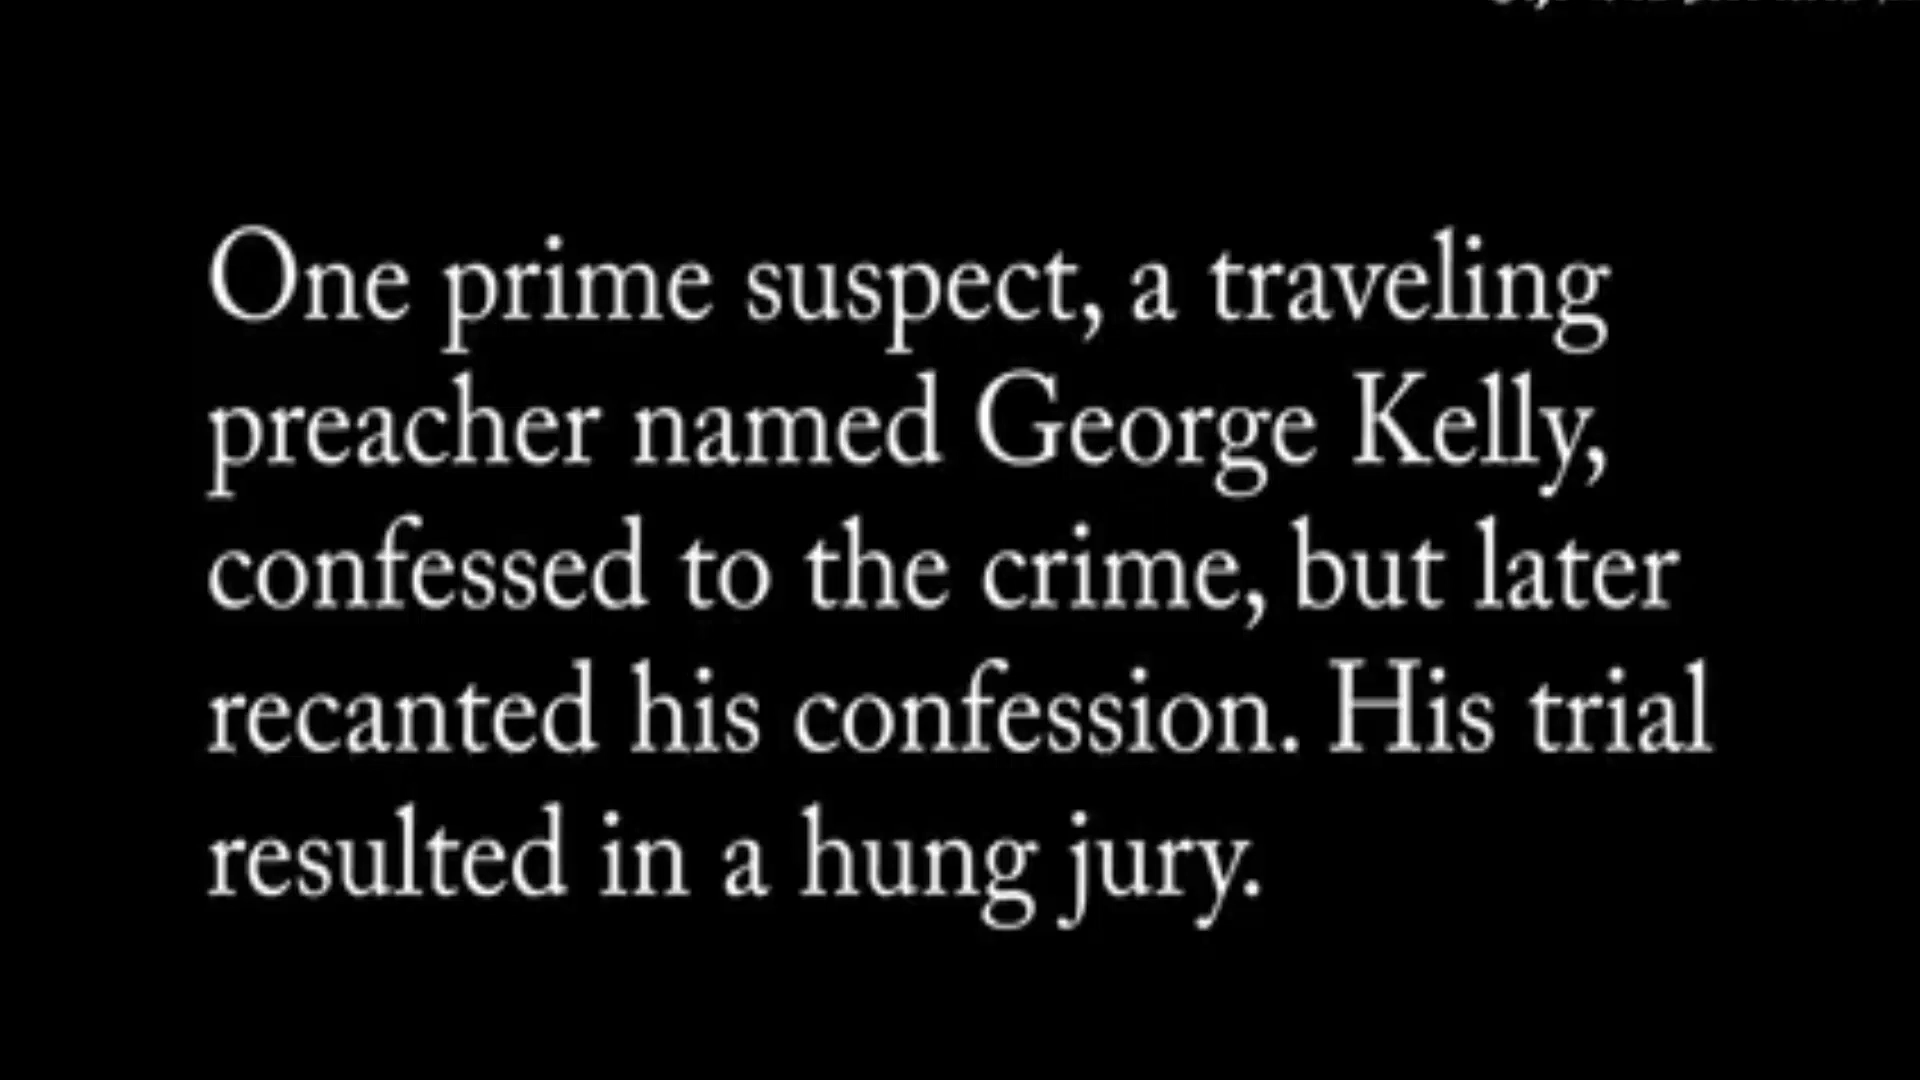 One prime suspect, a traveling
preacher named George Kelly,
confessed to the crime, but later
recanted his confession. His trial
resulted in a hung jury.